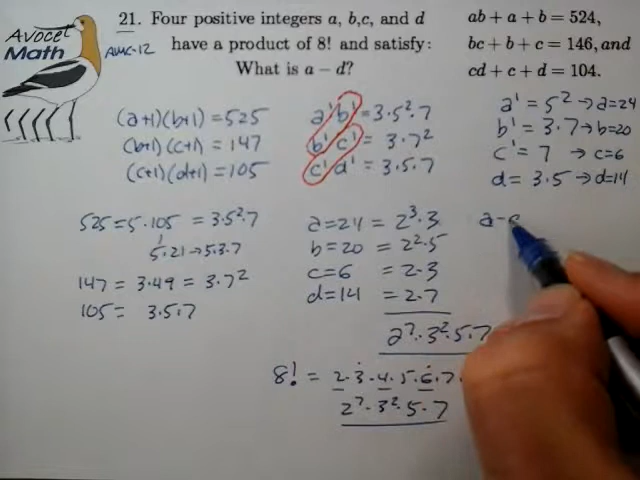 Avocet
Math
AMC-12
21. Four positive integers a, b,c, and d
have a product of 8! and satisfy:
What is a − d?
ab + a + b = 524,
bc + b + c = 146, and
cd + c + d = 104.
(a+1)(b+1) = 525
(b+1)(c+1) = 147
(c+1)(d+1) = 105
a' b' = 3·5²·7
b' c' = 3·7²
c' d' = 3·5·7
a' = 5² → a=24
b' = 3·7 → b=20
c' = 7 → c=6
d = 3·5 → d=14
525 = 5·105 = 3·5²·7
5·21 → 5·3·7
147 = 3·49 = 3·7²
105 = 3·5·7
a=24 = 2³·3
b=20 = 2²·5
c=6 = 2·3
d=14 = 2·7
2⁷·3²·5·7
8! = 2·3·4·5·6·7·
2⁷·3²·5·7
a-